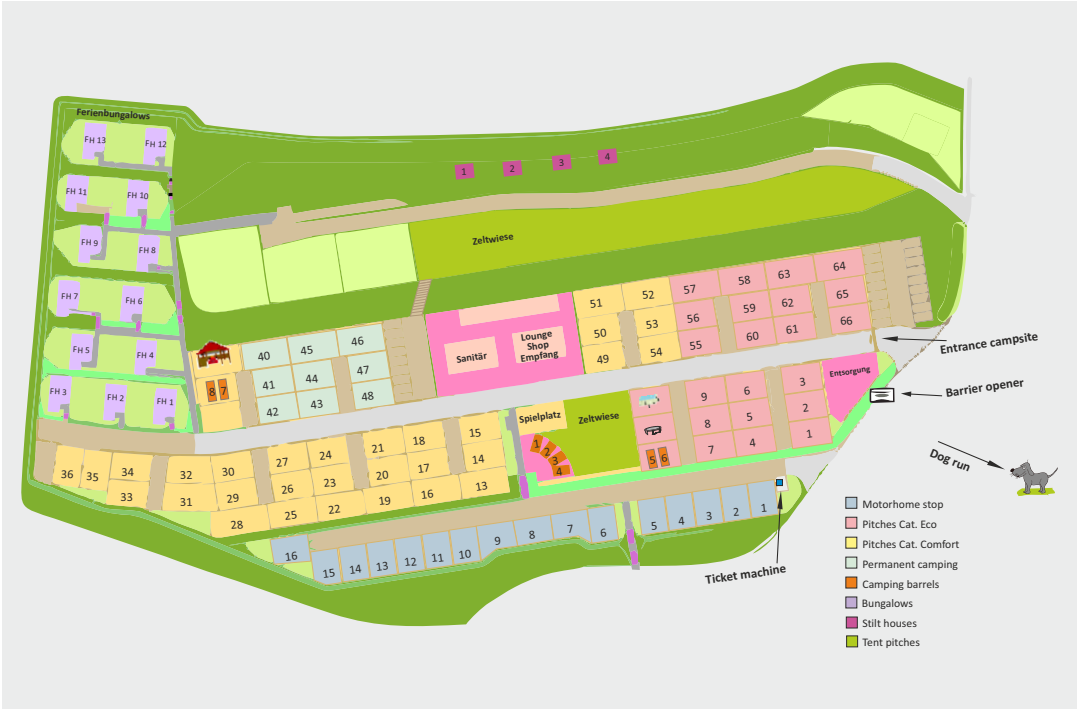 Ferienbungalows
FH 13
FH 12
FH 11
FH 10
FH 9
FH 8
FH 7
FH 6
FH 5
FH 4
FH 3
FH 2
FH 1
1
2
3
4
Zeltwiese
51
52
57
58
63
64
50
53
56
59
62
65
49
54
55
60
61
66
40
45
46
41
44
47
42
43
48
8
7
Sanitär
Lounge
Shop
Empfang
Entrance campsite
Entsorgung
Barrier opener
Dog run
9
6
3
8
5
2
7
4
1
5
6
Spielplatz
Zeltwiese
1
2
3
4
36
35
34
33
32
31
30
29
28
27
26
25
24
23
22
21
20
19
18
17
16
15
14
13
16
15
14
13
12
11
10
9
8
7
6
5
4
3
2
1
Ticket machine
Motorhome stop
Pitches Cat. Eco
Pitches Cat. Comfort
Permanent camping
Camping barrels
Bungalows
Stilt houses
Tent pitches